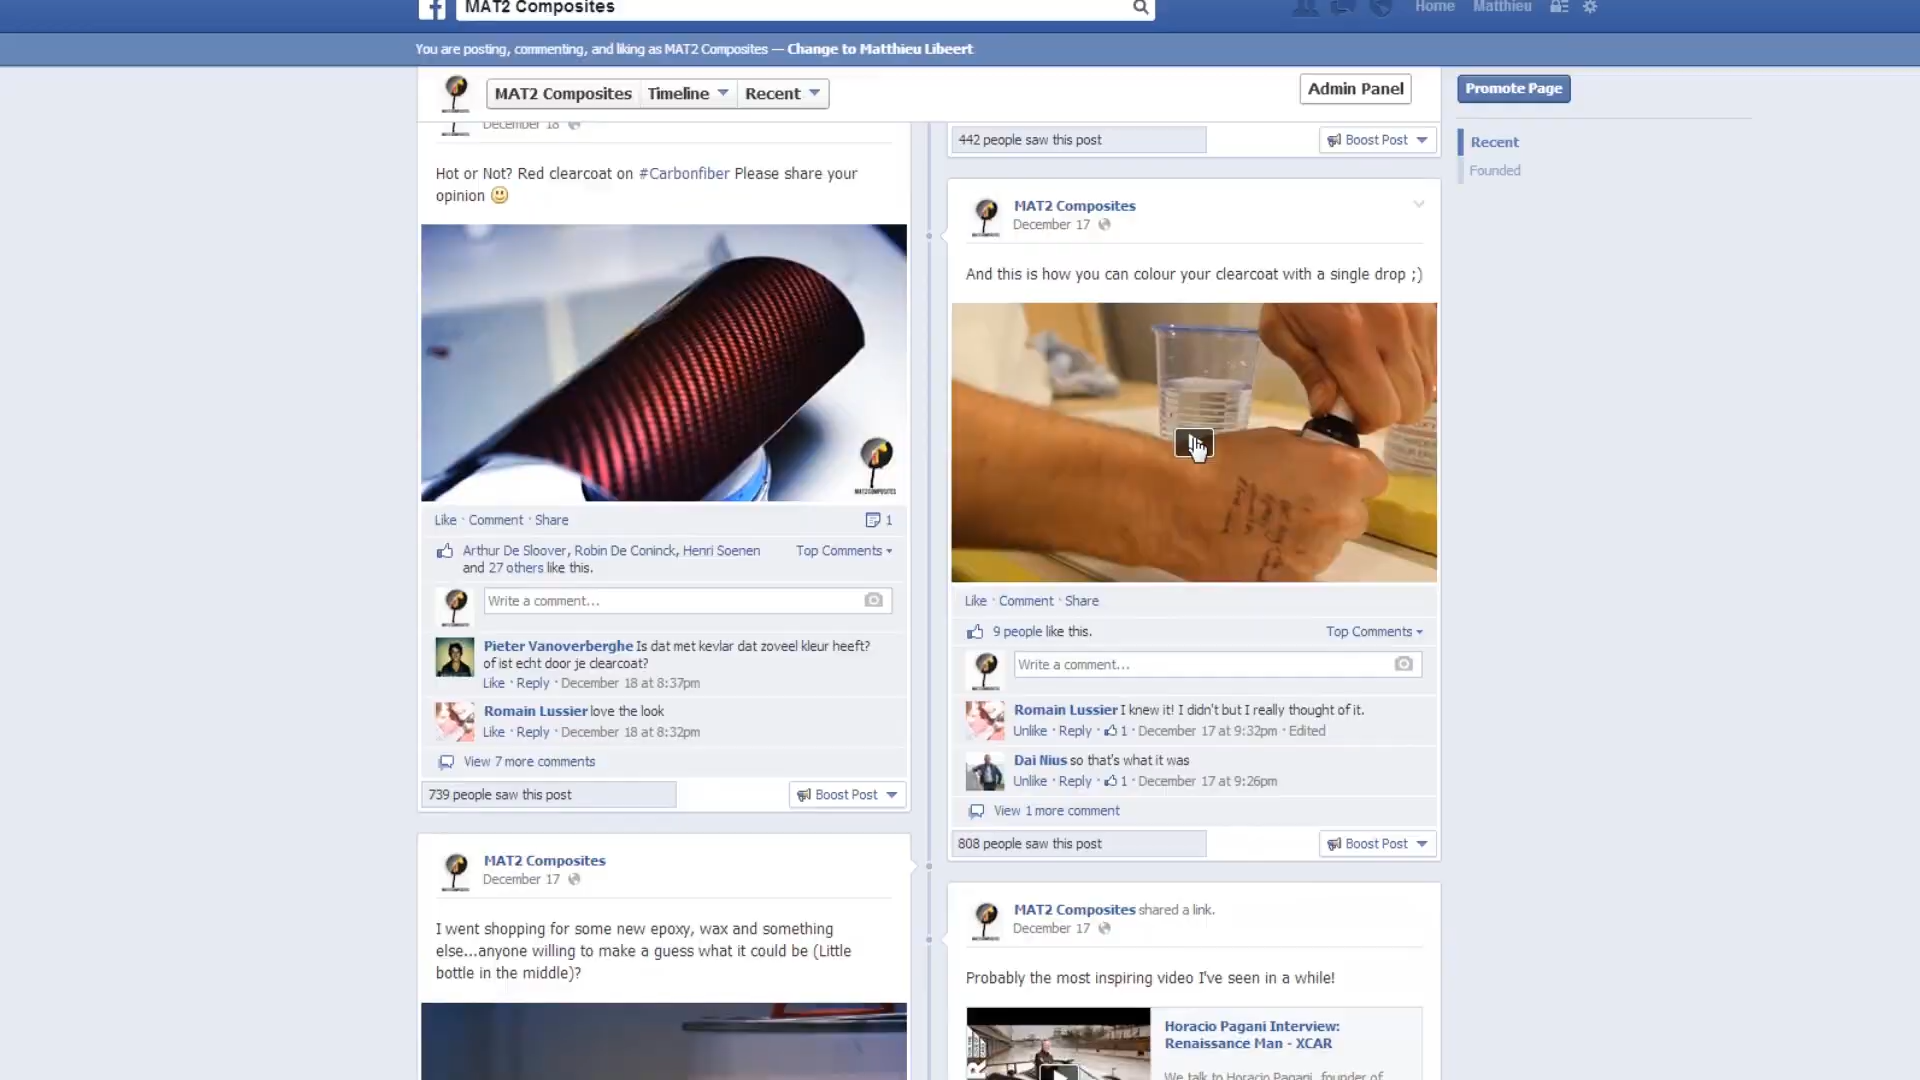 MAT2 Composites
Home Matthieu
You are posting, commenting, and liking as MAT2 Composites — Change to Matthieu Libeert
MAT2 Composites Timeline Recent
Admin Panel
Promote Page
Recent
Founded
December 18
Hot or Not? Red clearcoat on #Carbonfiber Please share your
opinion
MAT2COMPOSITES
Like · Comment · Share
1
Arthur De Sloover, Robin De Coninck, Henri Soenen
and 27 others like this.
Top Comments
Write a comment...
Pieter Vanoverberghe Is dat met kevlar dat zoveel kleur heeft?
of ist echt door je clearcoat?
Like · Reply · December 18 at 8:37pm
Romain Lussier love the look
Like · Reply · December 18 at 8:32pm
View 7 more comments
739 people saw this post
Boost Post
MAT2 Composites
December 17
I went shopping for some new epoxy, wax and something
else...anyone willing to make a guess what it could be (Little
bottle in the middle)?
442 people saw this post
Boost Post
MAT2 Composites
December 17
And this is how you can colour your clearcoat with a single drop ;)
Like · Comment · Share
9 people like this.
Top Comments
Write a comment...
Romain Lussier I knew it! I didn't but I really thought of it.
Unlike · Reply · 1 · December 17 at 9:32pm · Edited
Dai Nius so that's what it was
Unlike · Reply · 1 · December 17 at 9:26pm
View 1 more comment
808 people saw this post
Boost Post
MAT2 Composites shared a link.
December 17
Probably the most inspiring video I've seen in a while!
Horacio Pagani Interview:
Renaissance Man - XCAR
We talk to Horacio Pagani, founder of